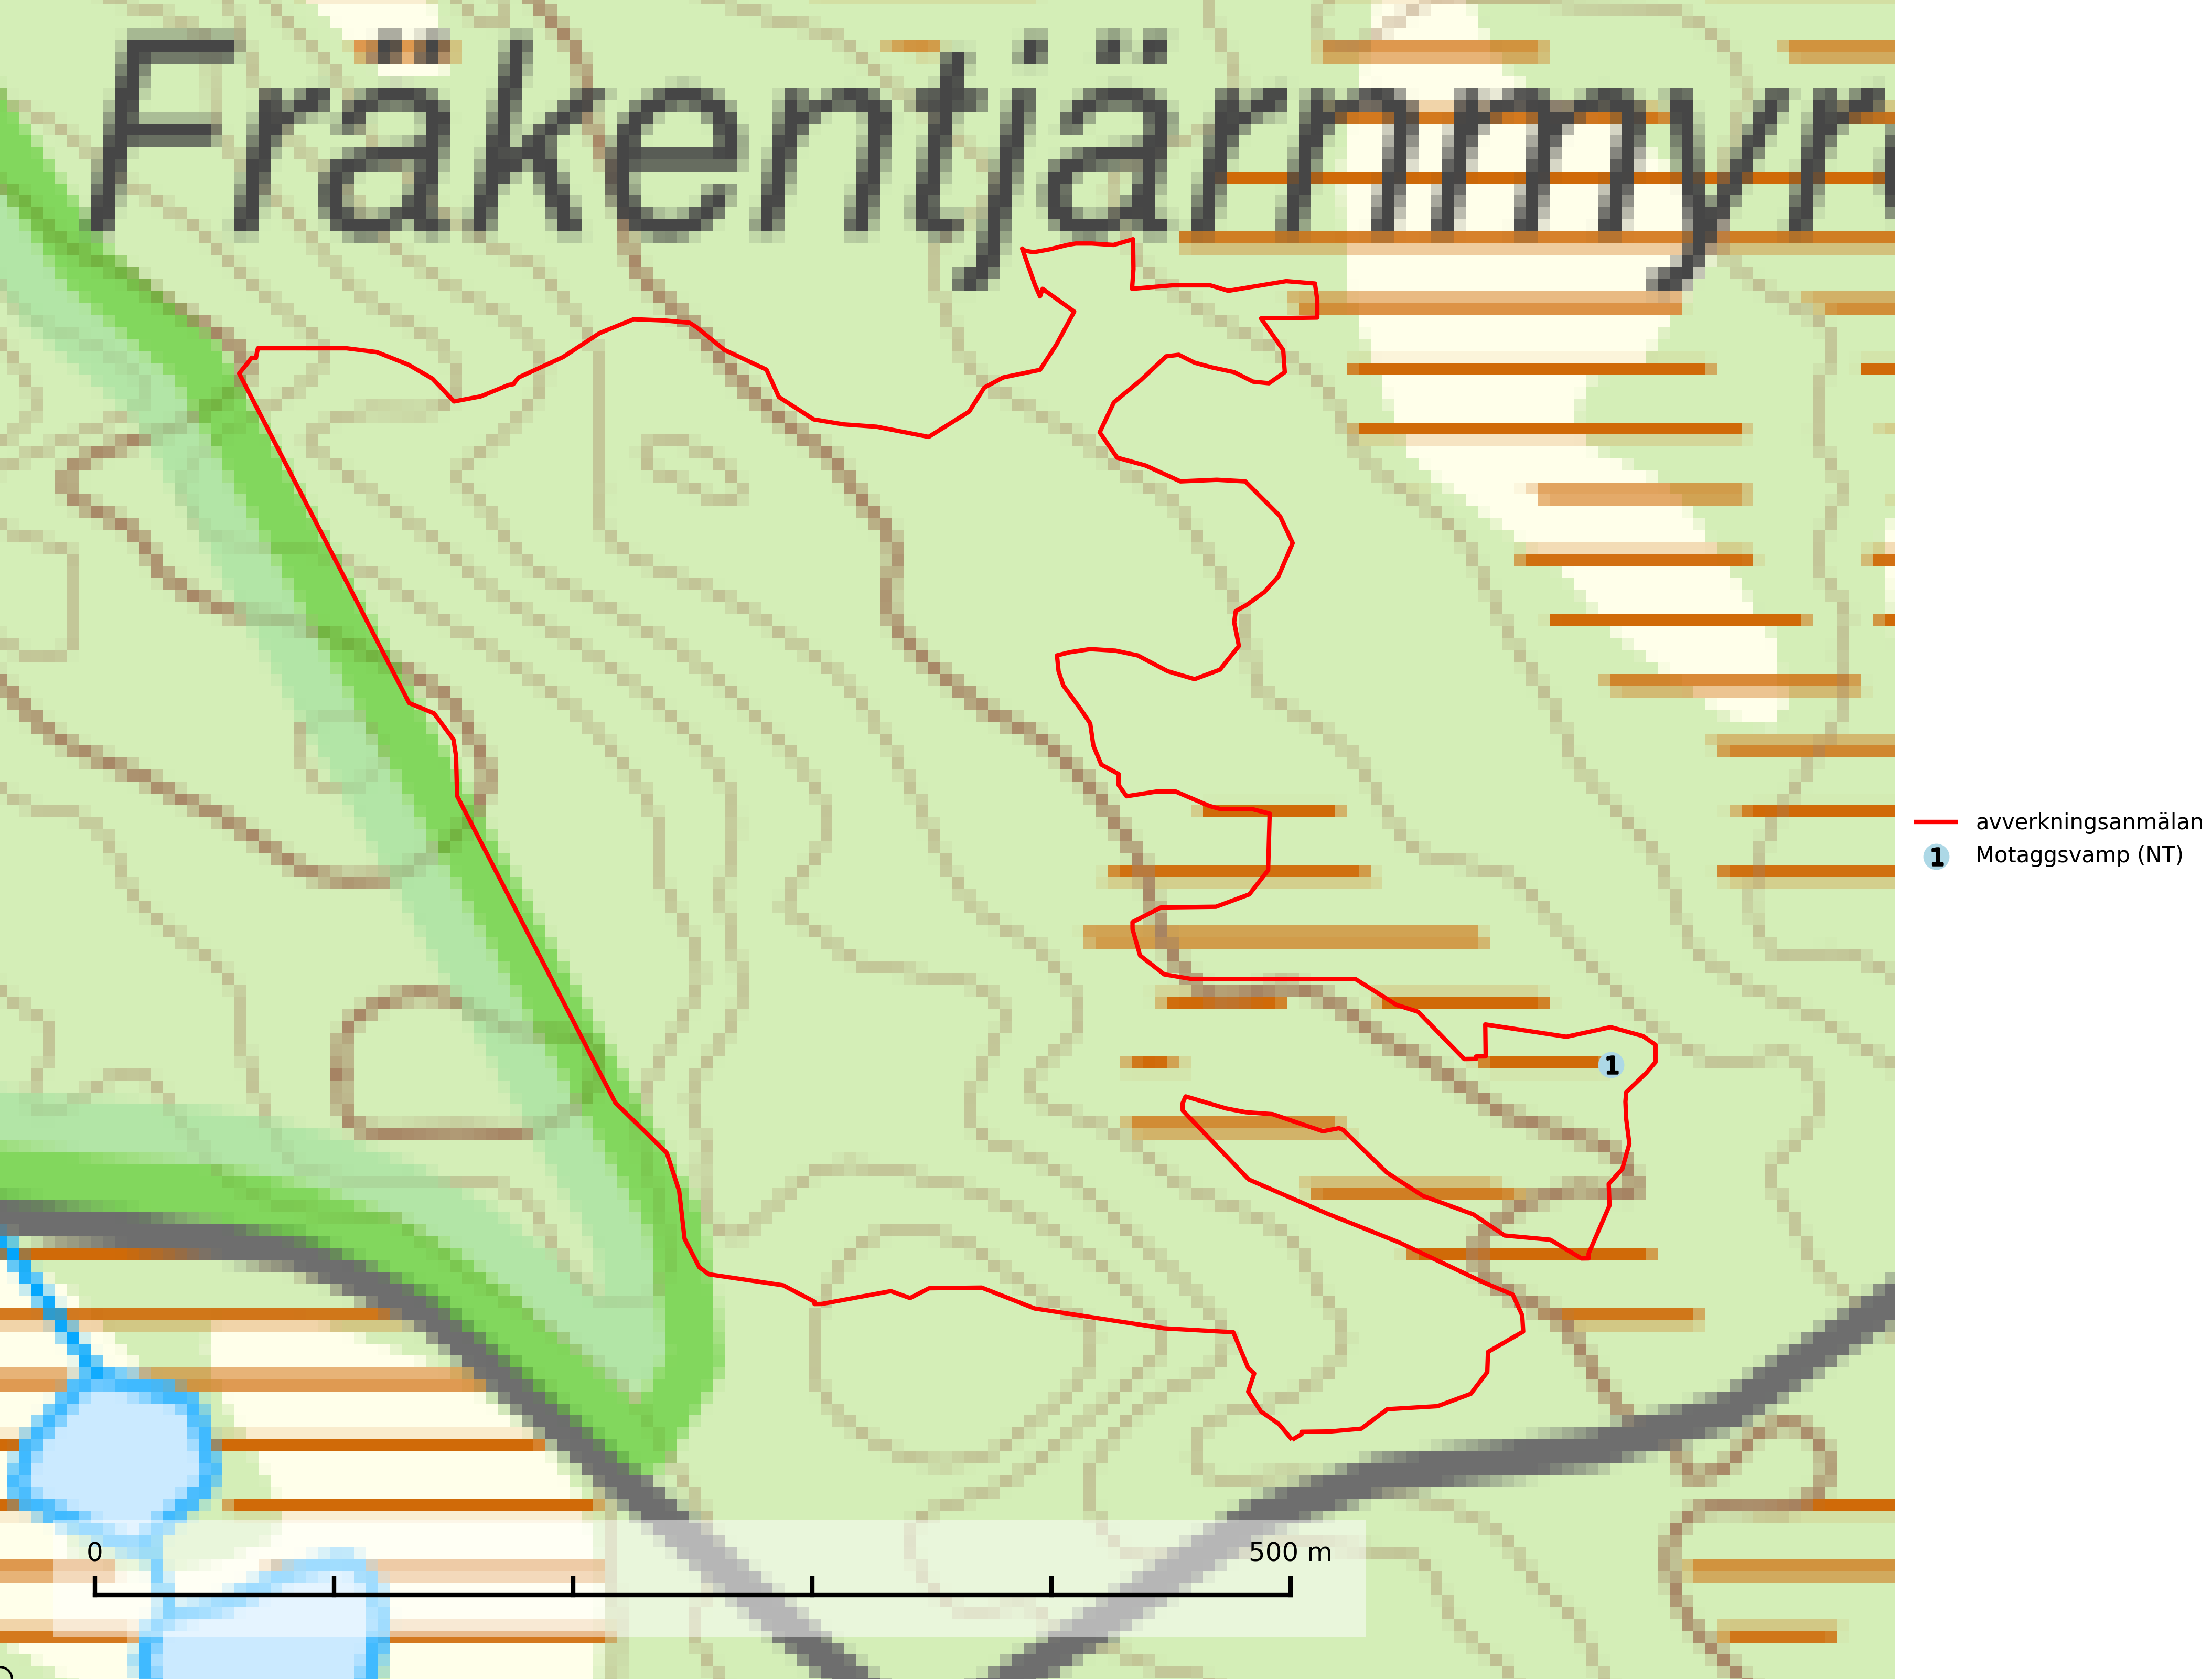 Fräkentjärnmyr
avverkningsanmälan
1 Motaggsvamp (NT)
1
0 500 m